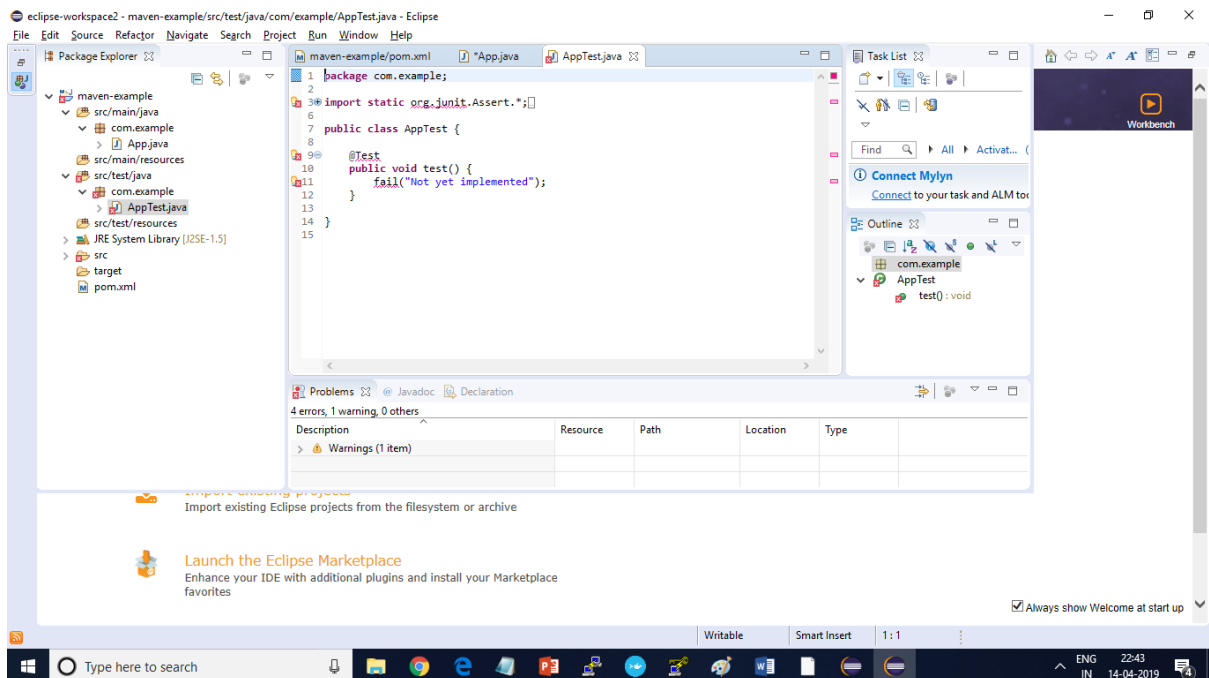 eclipse-workspace2 - maven-example/src/test/java/com/example/AppTest.java - Eclipse
File Edit Source Refactor Navigate Search Project Run Window Help
Package Explorer
maven-example
src/main/java
com.example
App.java
src/main/resources
src/test/java
com.example
AppTest.java
src/test/resources
JRE System Library [J2SE-1.5]
src
target
pom.xml
maven-example/pom.xml *App.java AppTest.java
1 package com.example;
2
3 import static org.junit.Assert.*;
6
7 public class AppTest {
8
9 @Test
10 public void test() {
11 fail("Not yet implemented");
12 }
13
14 }
15
Task List
Find All Activat...
Connect Mylyn
Connect to your task and ALM too
Outline
com.example
AppTest
test() : void
Workbench
Problems Javadoc Declaration
4 errors, 1 warning, 0 others
Description Resource Path Location Type
Warnings (1 item)
Import existing projects
Import existing Eclipse projects from the filesystem or archive
Launch the Eclipse Marketplace
Enhance your IDE with additional plugins and install your Marketplace
favorites
Always show Welcome at start up
Writable Smart Insert 1 : 1
Type here to search
ENG
IN
22:43
14-04-2019
4